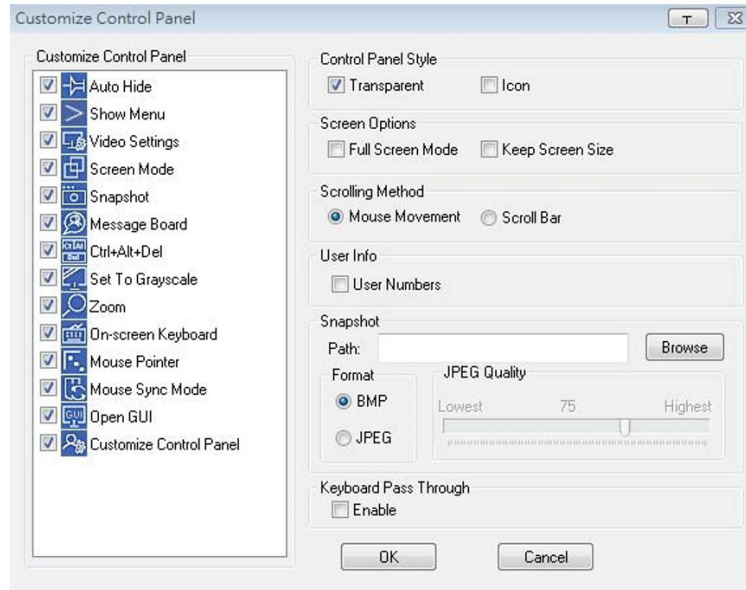 Customize Control Panel
Customize Control Panel
Auto Hide
Show Menu
Video Settings
Screen Mode
Snapshot
Message Board
Ctrl+Alt+Del
Set To Grayscale
Zoom
On-screen Keyboard
Mouse Pointer
Mouse Sync Mode
GUI Open GUI
Customize Control Panel
Control Panel Style
Transparent Icon
Screen Options
Full Screen Mode Keep Screen Size
Scrolling Method
Mouse Movement Scroll Bar
User Info
User Numbers
Snapshot
Path: Browse
Format JPEG Quality
BMP
Lowest 75 Highest
JPEG
Keyboard Pass Through
Enable
OK Cancel